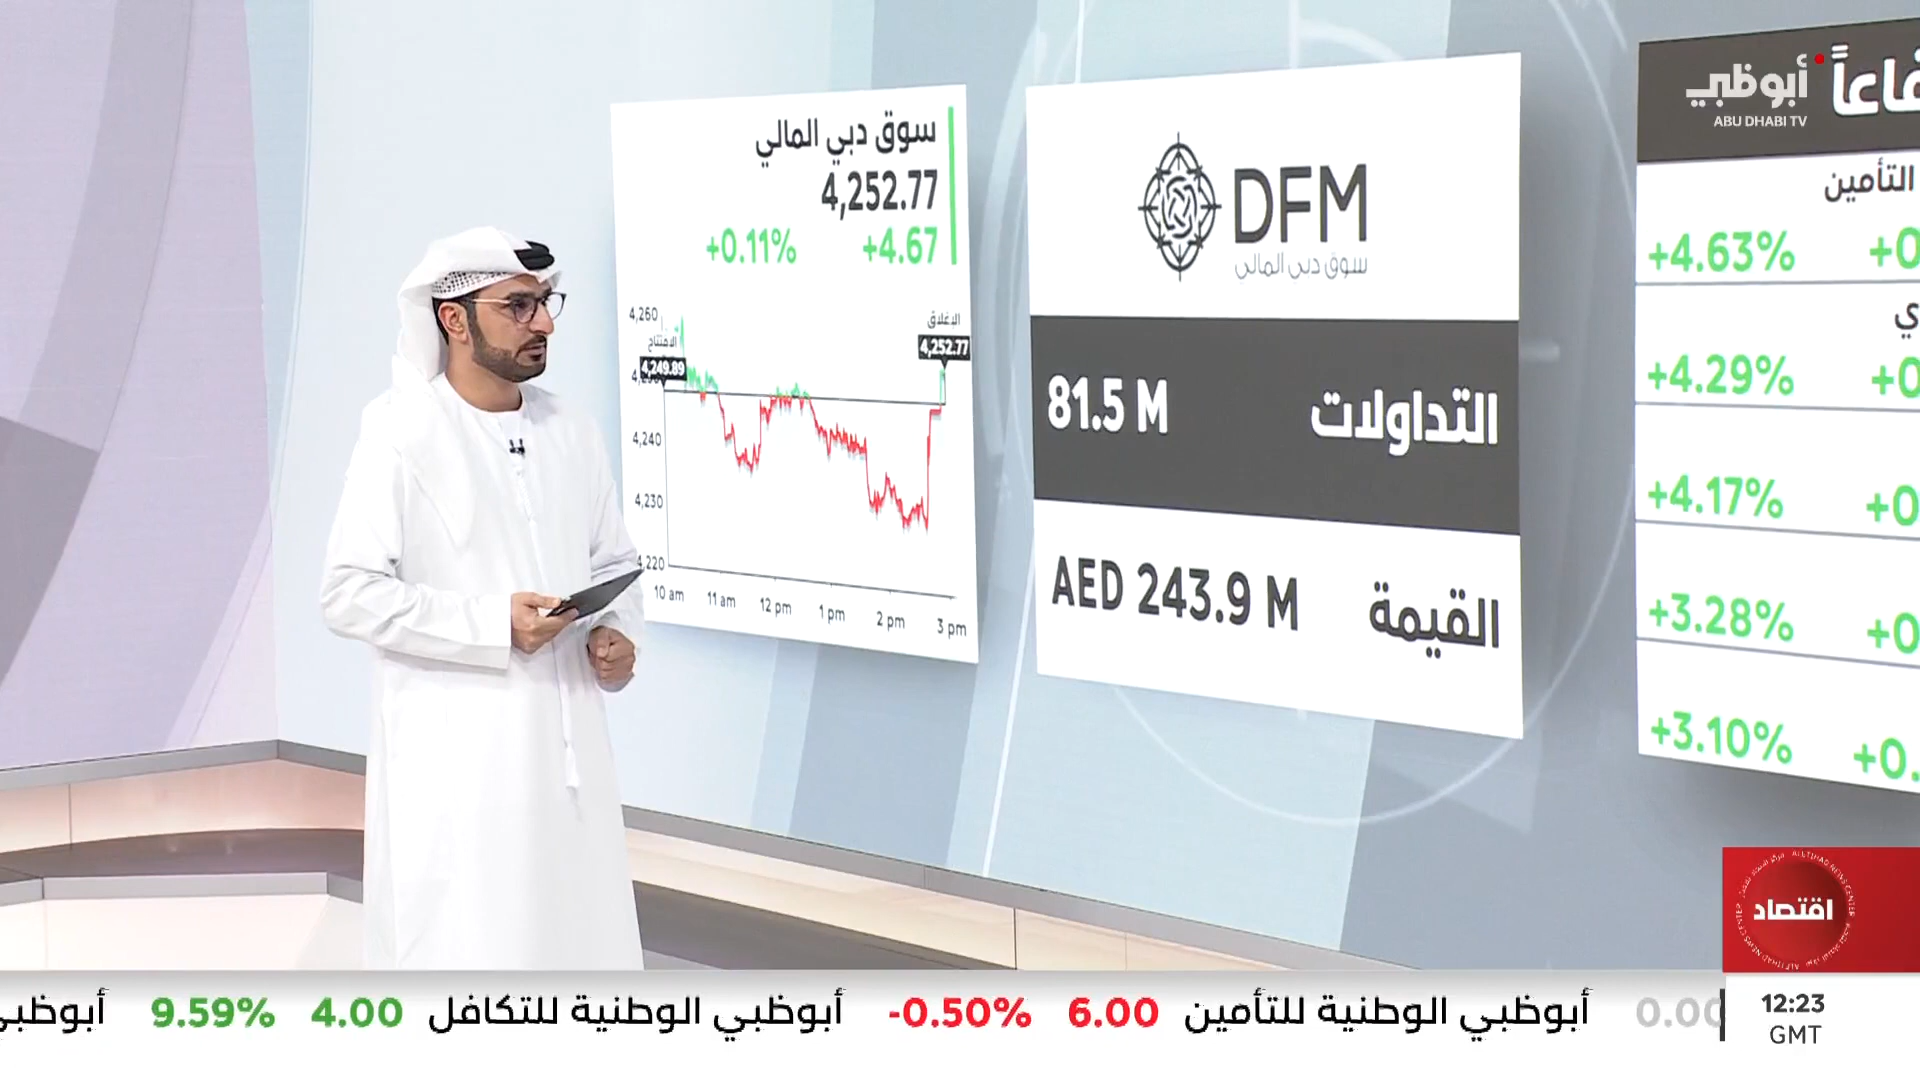 سوق دبي المالي
4,252.77
+0.11% +4.67
4,260
الافتتاح
4,249.89
الإغلاق
4,252.77
4,240
4,230
4,220
10 am 11 am 12 pm 1 pm 2 pm 3 pm
DFM
سوق دبي المالي
التداولات 81.5 M
القيمة AED 243.9 M
أبوظبي
ABU DHABI TV
التأمين
+4.63%
+4.29%
+4.17%
+3.28%
+3.10%
اقتصاد
أبوظبي الوطنية للتأمين 6.00 -0.50% أبوظبي الوطنية للتكافل 4.00 9.59% أبوظبي
12:23
GMT